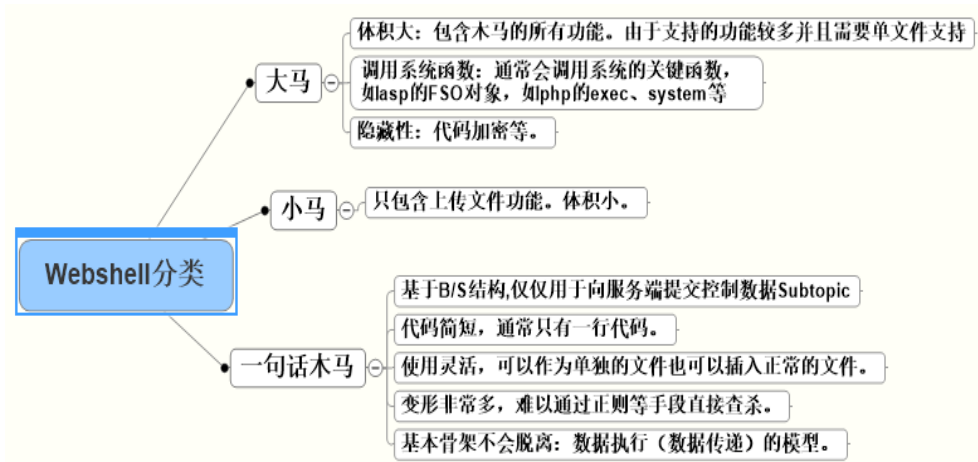 体积大：包含木马的所有功能。由于支持的功能较多并且需要单文件支持
大马
调用系统函数：通常会调用系统的关键函数，
如lasp的FSO对象，如lphp的exec、system等
隐藏性：代码加密等。
小马
只包含上传文件功能。体积小。
Webshell分类
基于B/S结构,仅仅用于向服务端提交控制数据Subtopic
代码简短，通常只有一行代码。
一句话木马
使用灵活，可以作为单独的文件也可以插入正常的文件。
变形非常多，难以通过正则等手段直接查杀。
基本骨架不会脱离：数据执行（数据传递）的模型。